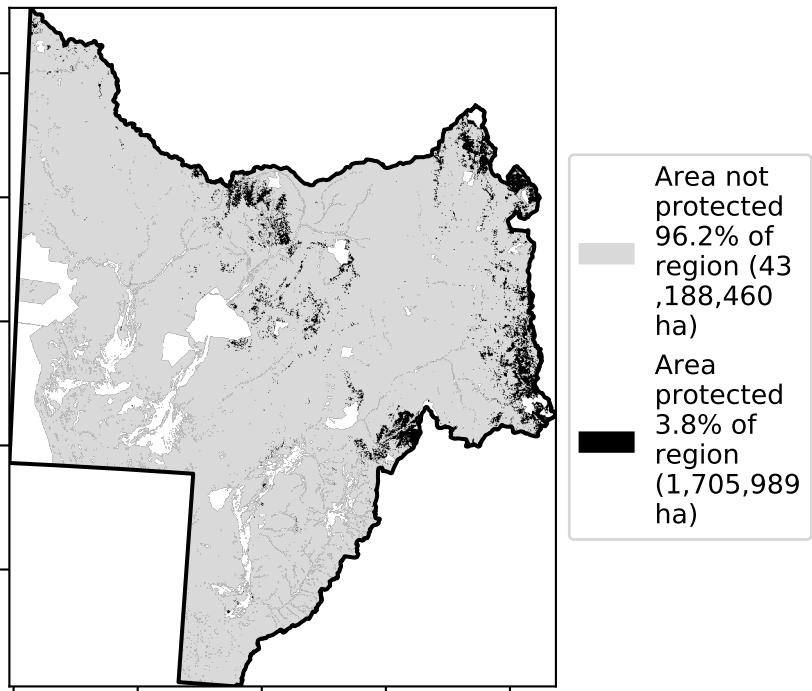 Area not
protected
96.2% of
region (43
,188,460
ha)
Area
protected
3.8% of
region
(1,705,989
ha)